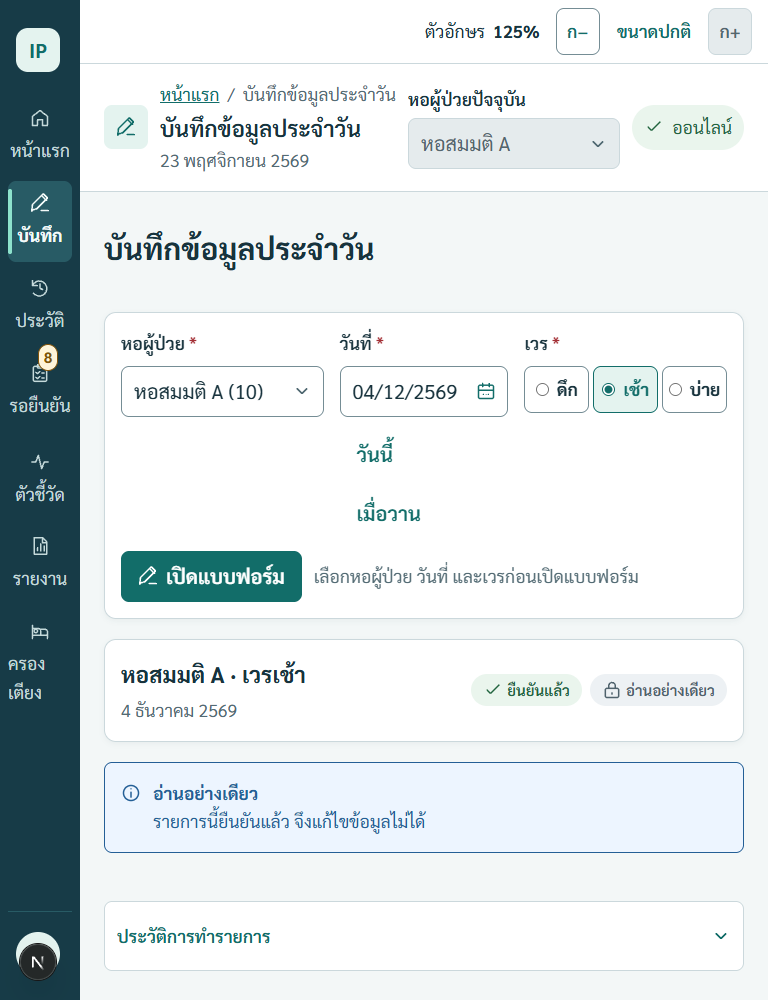 IP
หน้าแรก
บันทึก
ประวัติ
8
รอยืนยัน
ตัวชี้วัด
รายงาน
ครอง
เตียง
N
ตัวอักษร 125% ก− ขนาดปกติ ก+
หน้าแรก / บันทึกข้อมูลประจำวัน
บันทึกข้อมูลประจำวัน
23 พฤศจิกายน 2569
หอผู้ป่วยปัจจุบัน
หอสมมติ A
ออนไลน์
บันทึกข้อมูลประจำวัน
หอผู้ป่วย * วันที่ * เวร *
หอสมมติ A (10) 04/12/2569 ดึก เช้า บ่าย
วันนี้
เมื่อวาน
เปิดแบบฟอร์ม เลือกหอผู้ป่วย วันที่ และเวรก่อนเปิดแบบฟอร์ม
หอสมมติ A · เวรเช้า
4 ธันวาคม 2569
ยืนยันแล้ว อ่านอย่างเดียว
อ่านอย่างเดียว
รายการนี้ยืนยันแล้ว จึงแก้ไขข้อมูลไม่ได้
ประวัติการทำรายการ